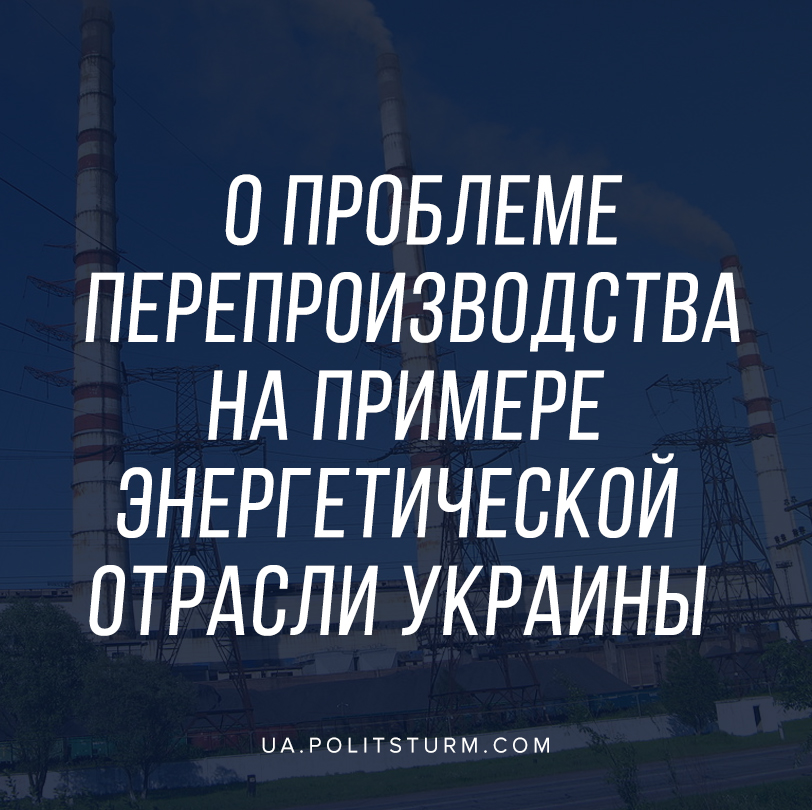 О ПРОБЛЕМЕ
ПЕРЕПРОИЗВОДСТВА
НА ПРИМЕРЕ
ЭНЕРГЕТИЧЕСКОЙ
ОТРАСЛИ УКРАИНЫ
UA.POLITSTURM.COM